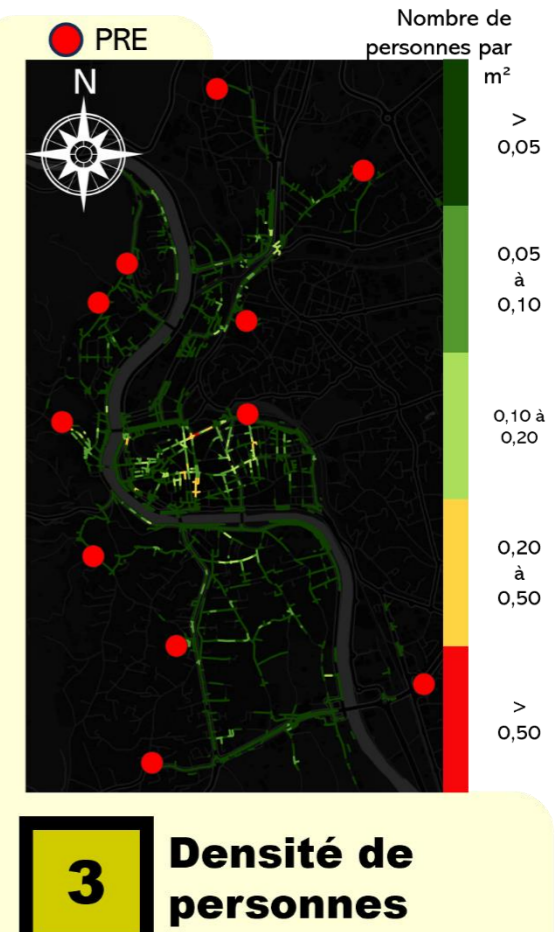 PRE
Nombre de
personnes par
m²
N
>
0,05
0,05
à
0,10
0,10 à
0,20
0,20
à
0,50
>
0,50
3
Densité de
personnes